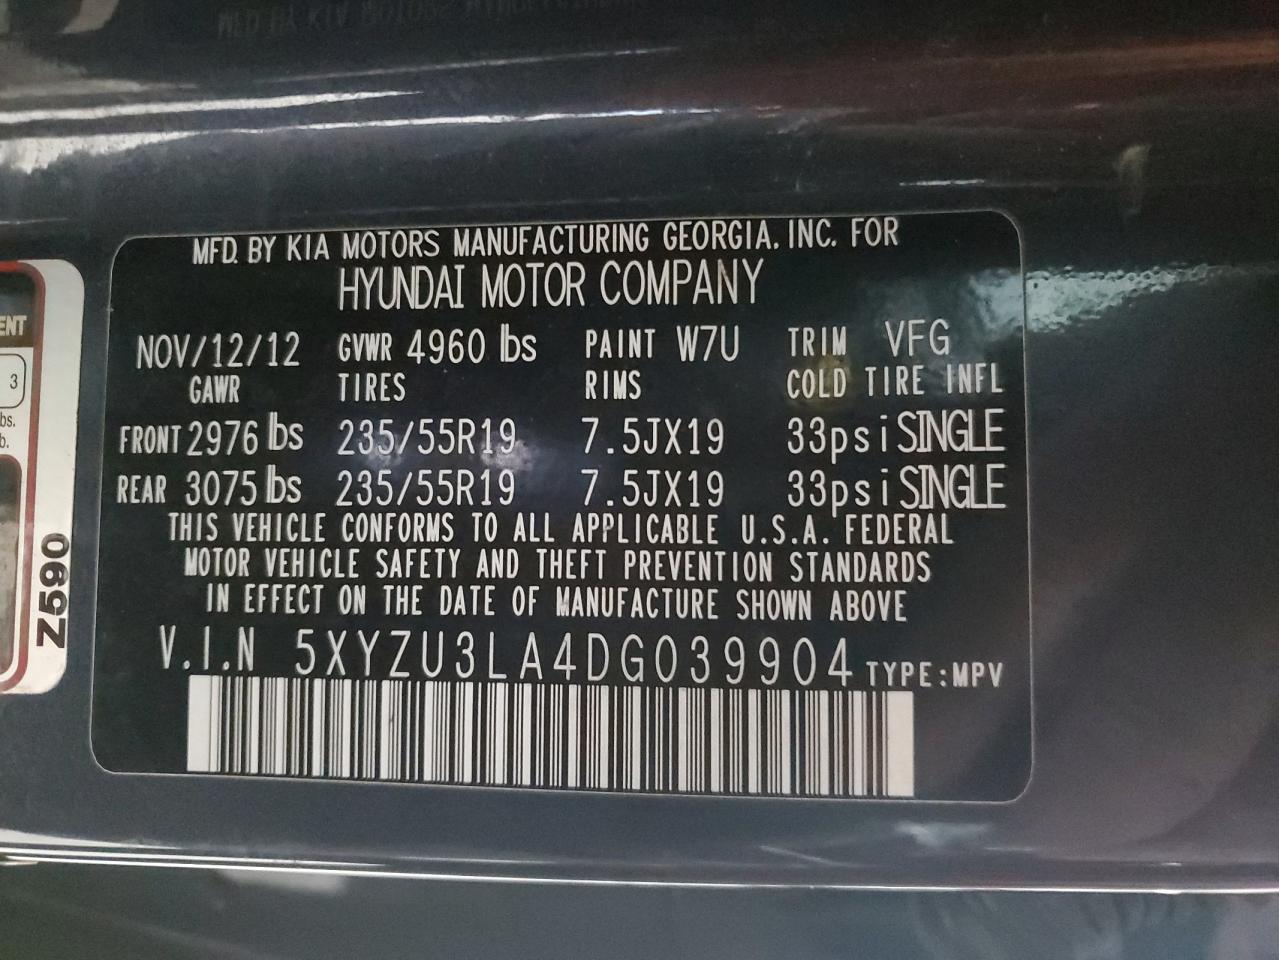 MFD. BY KIA MOTORS MANUFACTURING GEORGIA. INC. FOR
HYUNDAI MOTOR COMPANY
NOV/12/12 GVWR 4960 lbs PAINT W7U TRIM VFG
GAWR TIRES RIMS COLD TIRE INFL
FRONT 2976 lbs 235/55R19 7.5JX19 33psi SINGLE
REAR 3075 lbs 235/55R19 7.5JX19 33psi SINGLE
THIS VEHICLE CONFORMS TO ALL APPLICABLE U.S.A. FEDERAL
MOTOR VEHICLE SAFETY AND THEFT PREVENTION STANDARDS
IN EFFECT ON THE DATE OF MANUFACTURE SHOWN ABOVE
V.I.N 5XYZU3LA4DG039904 TYPE:MPV
3
bs.
b.
Z590